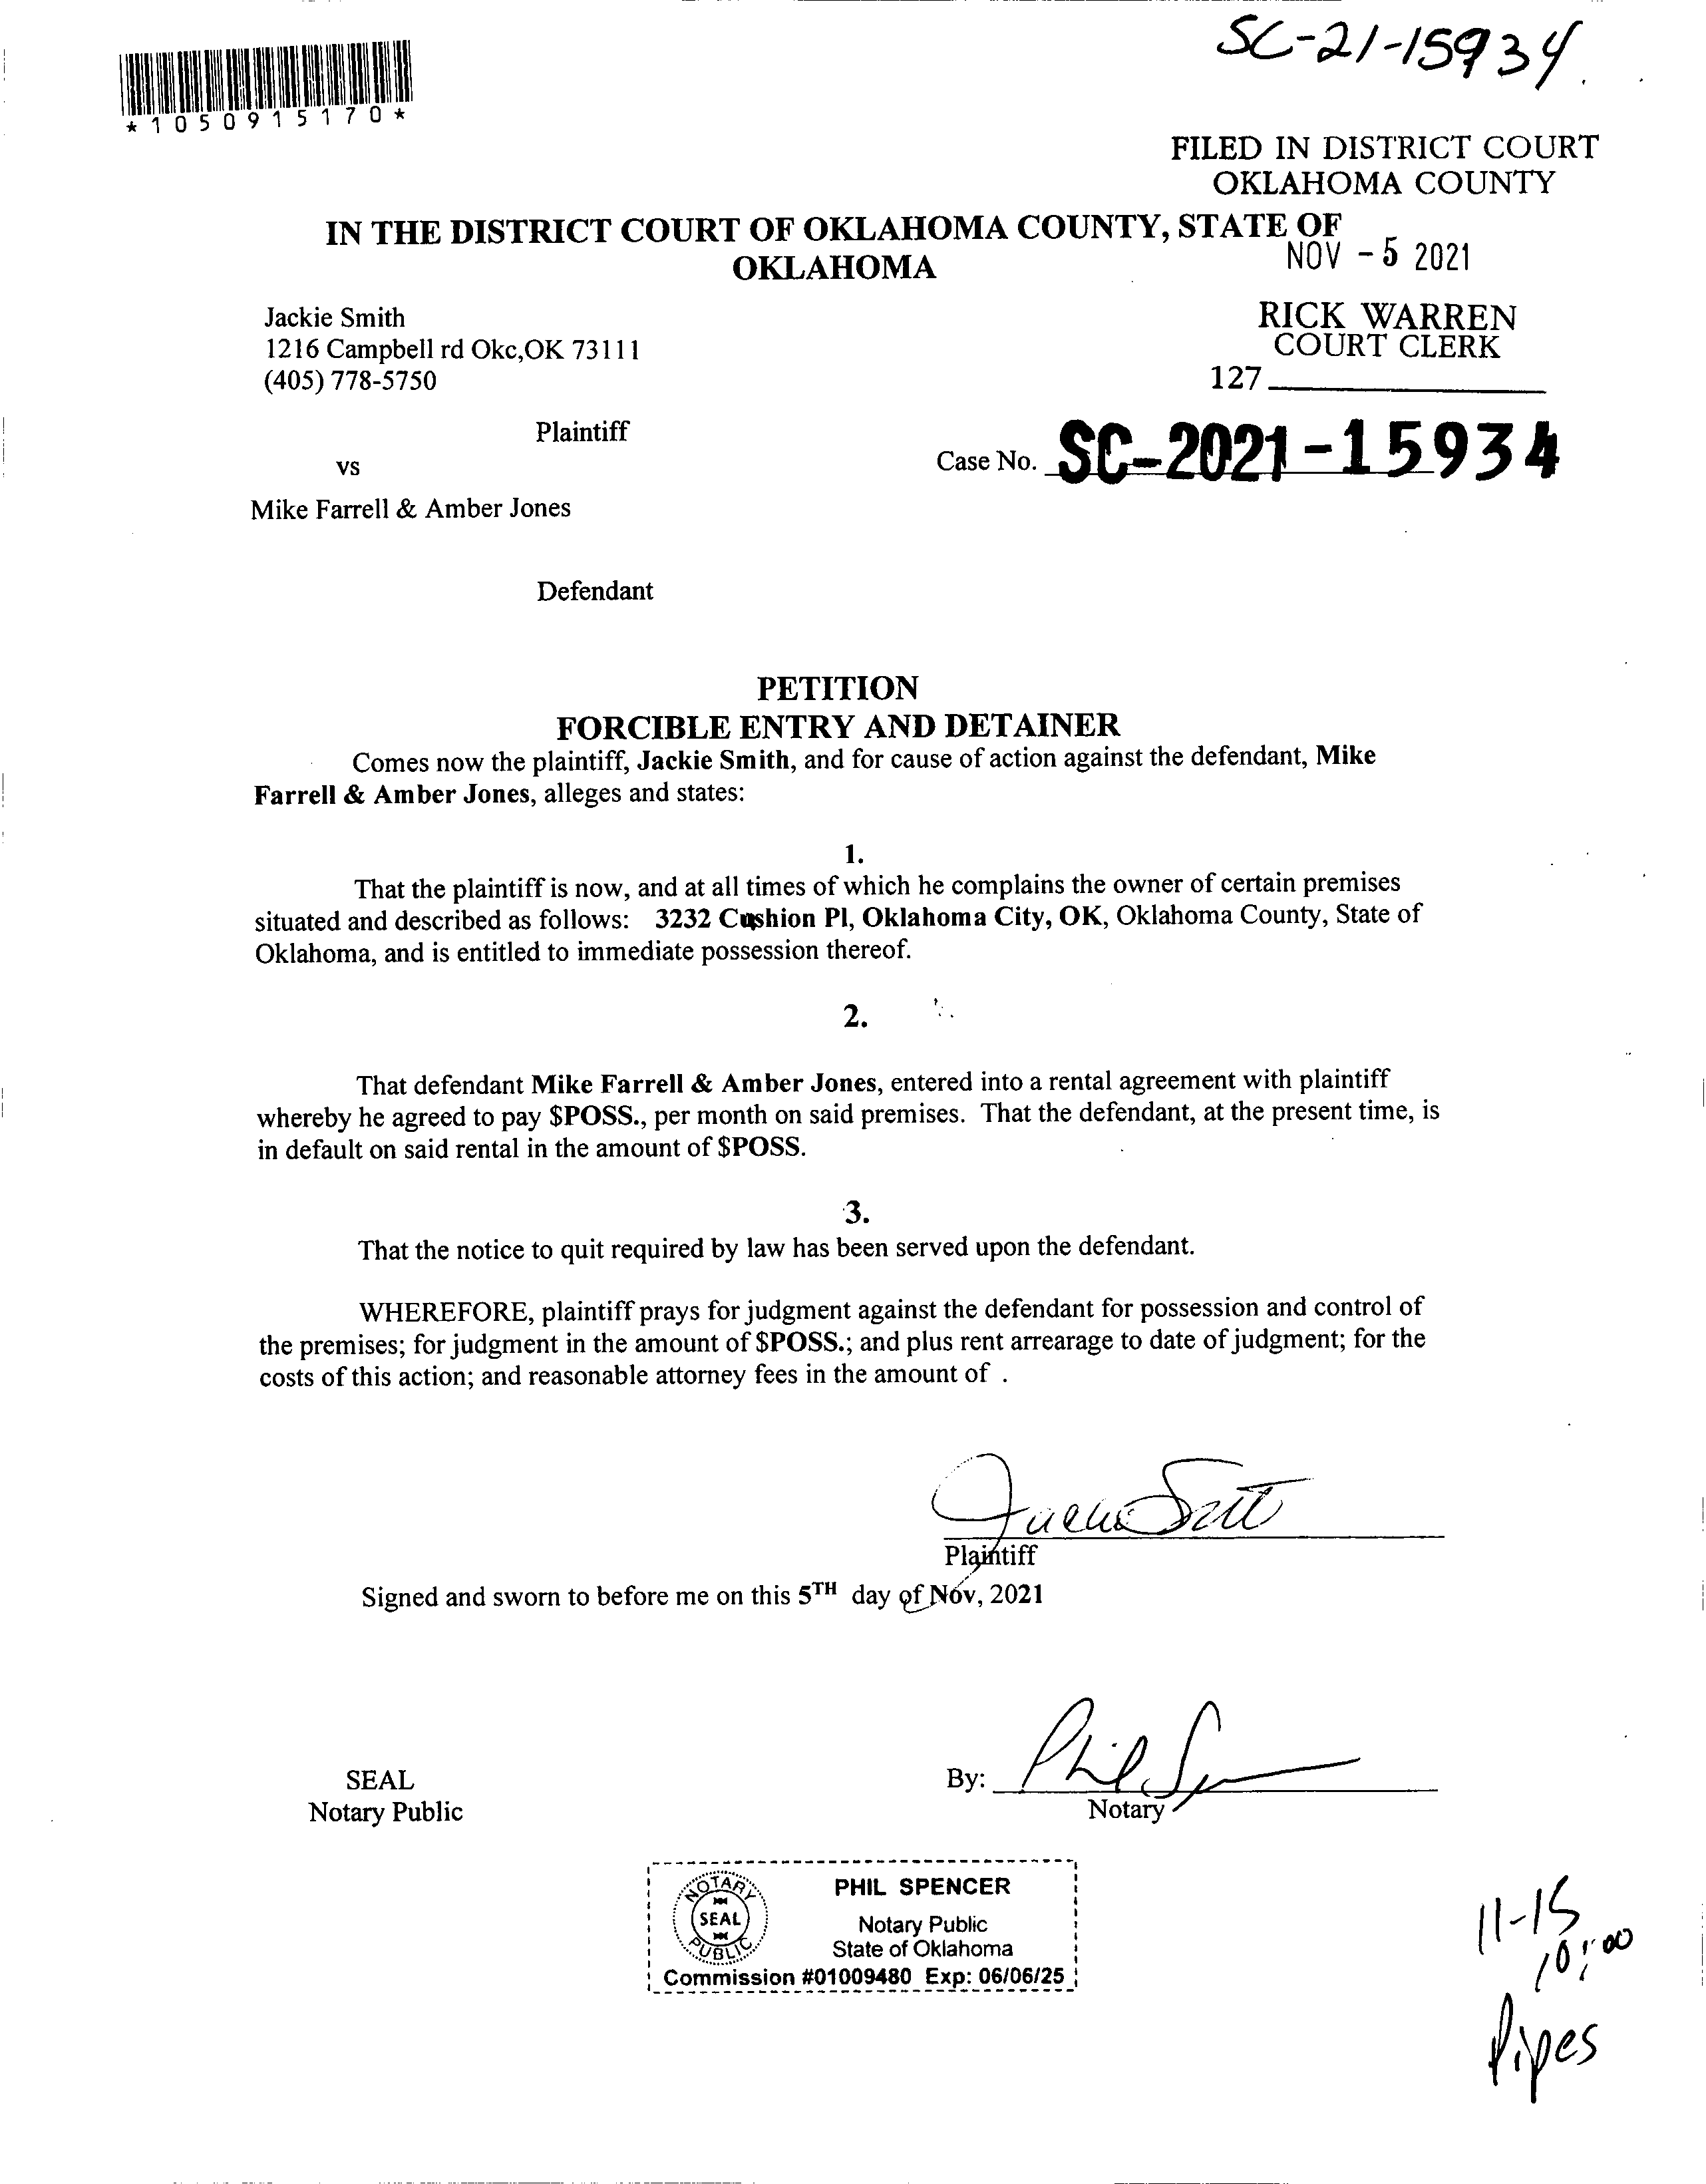 SC-21-15934
*1050915170*
FILED IN DISTRICT COURT
OKLAHOMA COUNTY
IN THE DISTRICT COURT OF OKLAHOMA COUNTY, STATE OF
OKLAHOMA
NOV - 5 2021
Jackie Smith
1216 Campbell rd Okc,OK 73111
(405) 778-5750
RICK WARREN
COURT CLERK
127
Plaintiff
vs
Case No. SC-2021-15934
Mike Farrell & Amber Jones
Defendant
PETITION
FORCIBLE ENTRY AND DETAINER
Comes now the plaintiff, Jackie Smith, and for cause of action against the defendant, Mike
Farrell & Amber Jones, alleges and states:
1.
That the plaintiff is now, and at all times of which he complains the owner of certain premises
situated and described as follows: 3232 Cushion Pl, Oklahoma City, OK, Oklahoma County, State of
Oklahoma, and is entitled to immediate possession thereof.
2.
That defendant Mike Farrell & Amber Jones, entered into a rental agreement with plaintiff
whereby he agreed to pay $POSS., per month on said premises. That the defendant, at the present time, is
in default on said rental in the amount of $POSS.
3.
That the notice to quit required by law has been served upon the defendant.
WHEREFORE, plaintiff prays for judgment against the defendant for possession and control of
the premises; for judgment in the amount of $POSS.; and plus rent arrearage to date of judgment; for the
costs of this action; and reasonable attorney fees in the amount of .
Plaintiff
Signed and sworn to before me on this 5TH day of Nov, 2021
SEAL
Notary Public
By:
Notary
NOTARY
SEAL
PUBLIC
PHIL SPENCER
Notary Public
State of Oklahoma
Commission #01009480 Exp: 06/06/25
11-15
10:00
Pipes